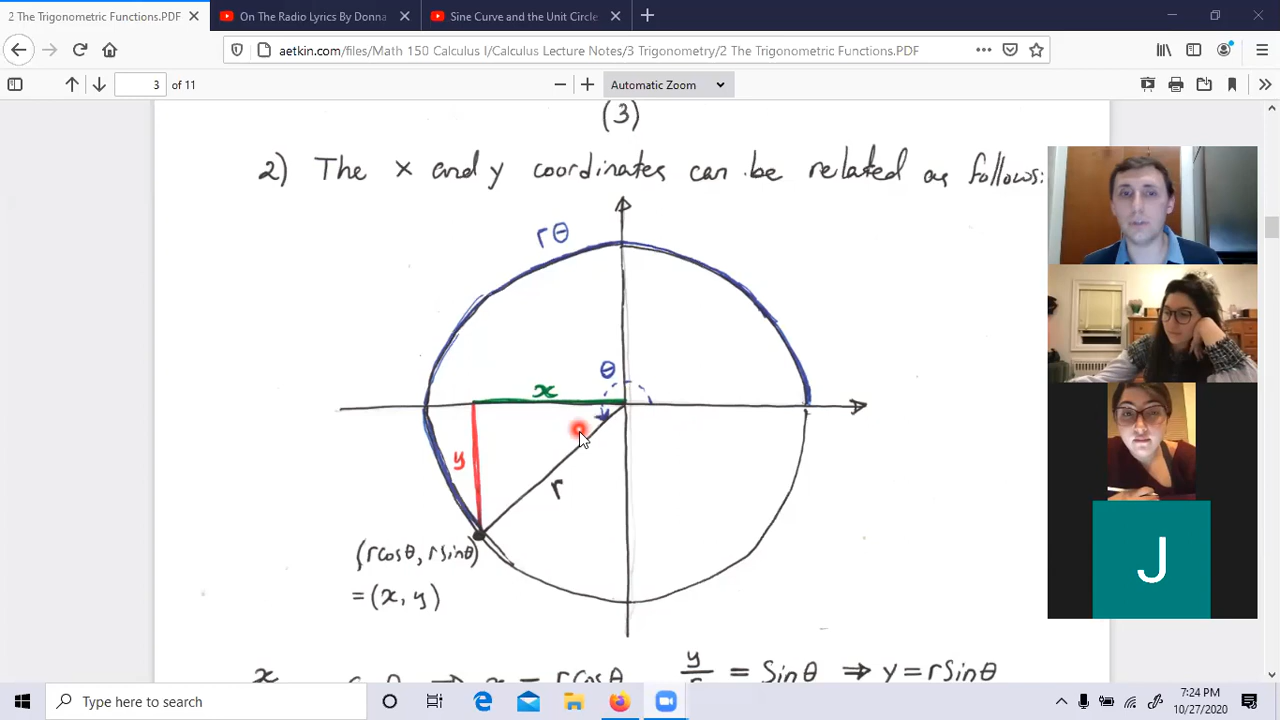 2 The Trigonometric Functions.PDF
On The Radio Lyrics By Donna
Sine Curve and the Unit Circle
aetkin.com/files/Math 150 Calculus I/Calculus Lecture Notes/3 Trigonometry/2 The Trigonometric Functions.PDF
3 of 11
Automatic Zoom
(3)
2) The x and y coordinates can be related as follows:
rθ
θ
x
y
r
(rcosθ, rsinθ)
= (x, y)
J
x ⇒ x = rcosθ
y/r = Sinθ ⇒ y = rSinθ
Type here to search
7:24 PM
10/27/2020